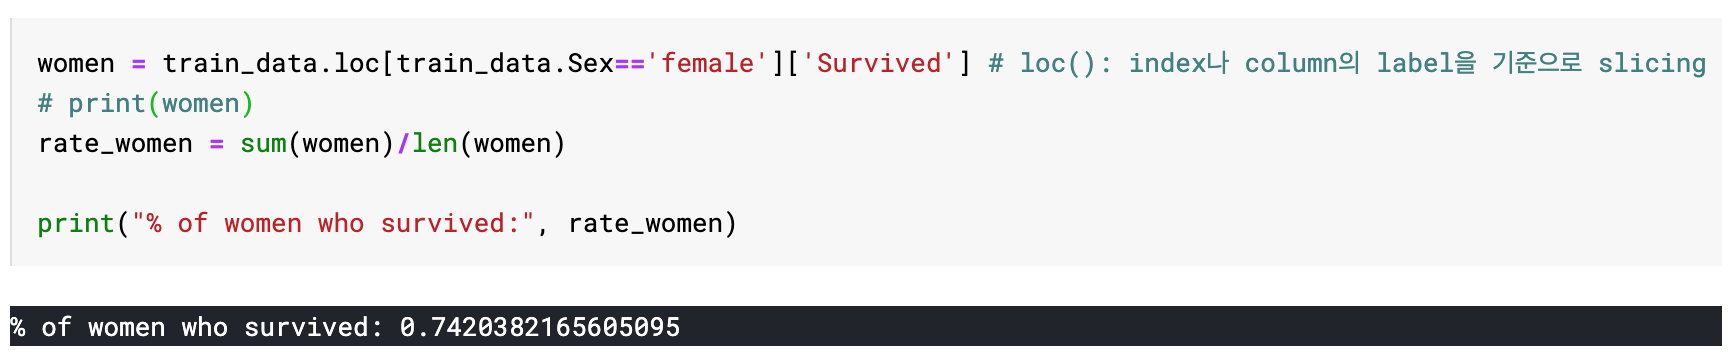 women = train_data.loc[train_data.Sex=='female']['Survived'] # loc(): index나 column의 label을 기준으로 slicing
# print(women)
rate_women = sum(women)/len(women)
print("% of women who survived:", rate_women)
% of women who survived: 0.7420382165605095